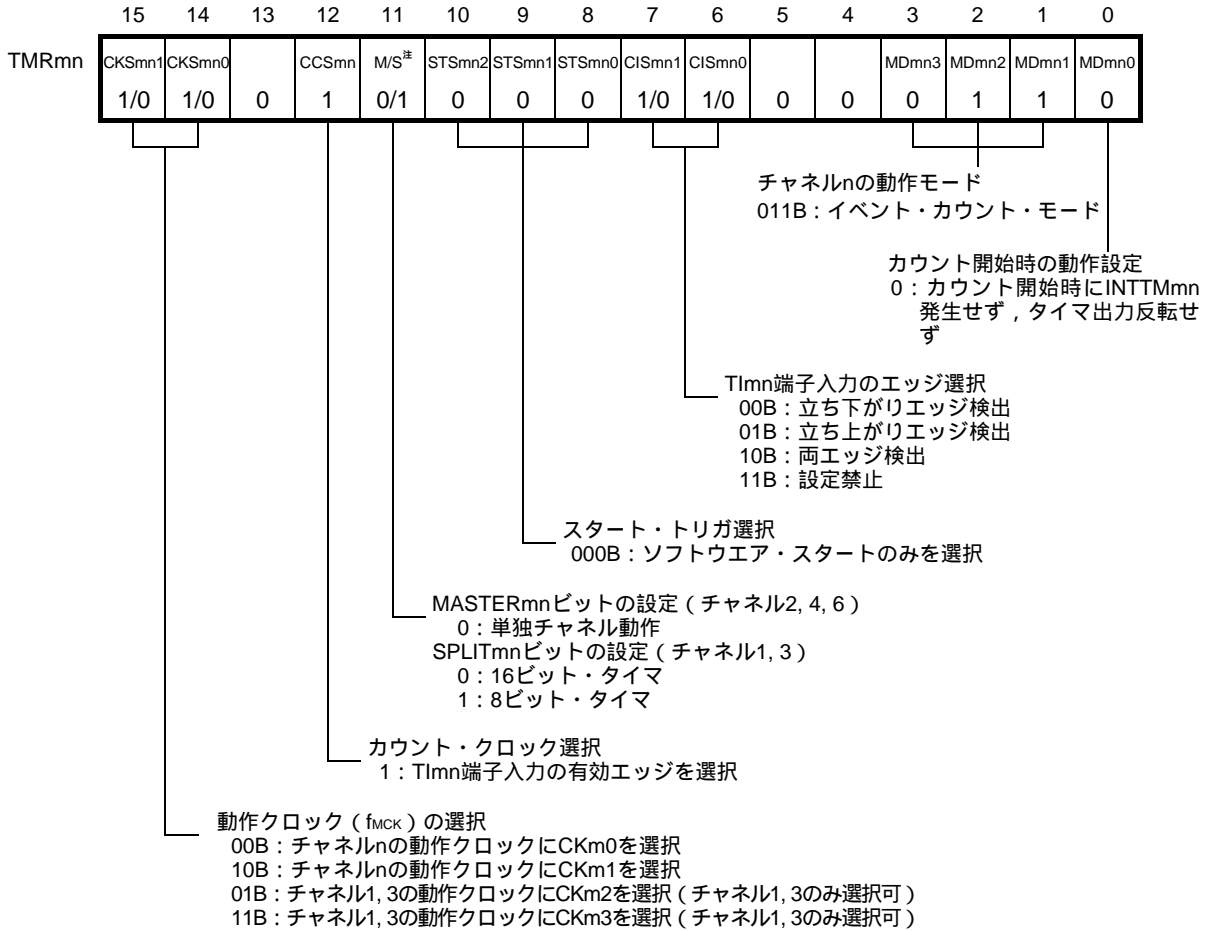 15 14 13 12 11 10 9 8 7 6 5 4 3 2 1 0
TMRmn CKSmn1 CKSmn0 CCSmn M/S注 STSmn2 STSmn1 STSmn0 CISmn1 CISmn0 MDmn3 MDmn2 MDmn1 MDmn0
1/0 1/0 0 1 0/1 0 0 0 1/0 1/0 0 0 0 1 1 0
チャネルnの動作モード
011B：イベント・カウント・モード
カウント開始時の動作設定
0：カウント開始時にINTTMmn
発生せず，タイマ出力反転せ
ず
TImn端子入力のエッジ選択
00B：立ち下がりエッジ検出
01B：立ち上がりエッジ検出
10B：両エッジ検出
11B：設定禁止
スタート・トリガ選択
000B：ソフトウエア・スタートのみを選択
MASTERmnビットの設定（チャネル2, 4, 6）
0：単独チャネル動作
SPLITmnビットの設定（チャネル1, 3）
0：16ビット・タイマ
1：8ビット・タイマ
カウント・クロック選択
1：TImn端子入力の有効エッジを選択
動作クロック（fMCK）の選択
00B：チャネルnの動作クロックにCKm0を選択
10B：チャネルnの動作クロックにCKm1を選択
01B：チャネル1, 3の動作クロックにCKm2を選択（チャネル1, 3のみ選択可）
11B：チャネル1, 3の動作クロックにCKm3を選択（チャネル1, 3のみ選択可）